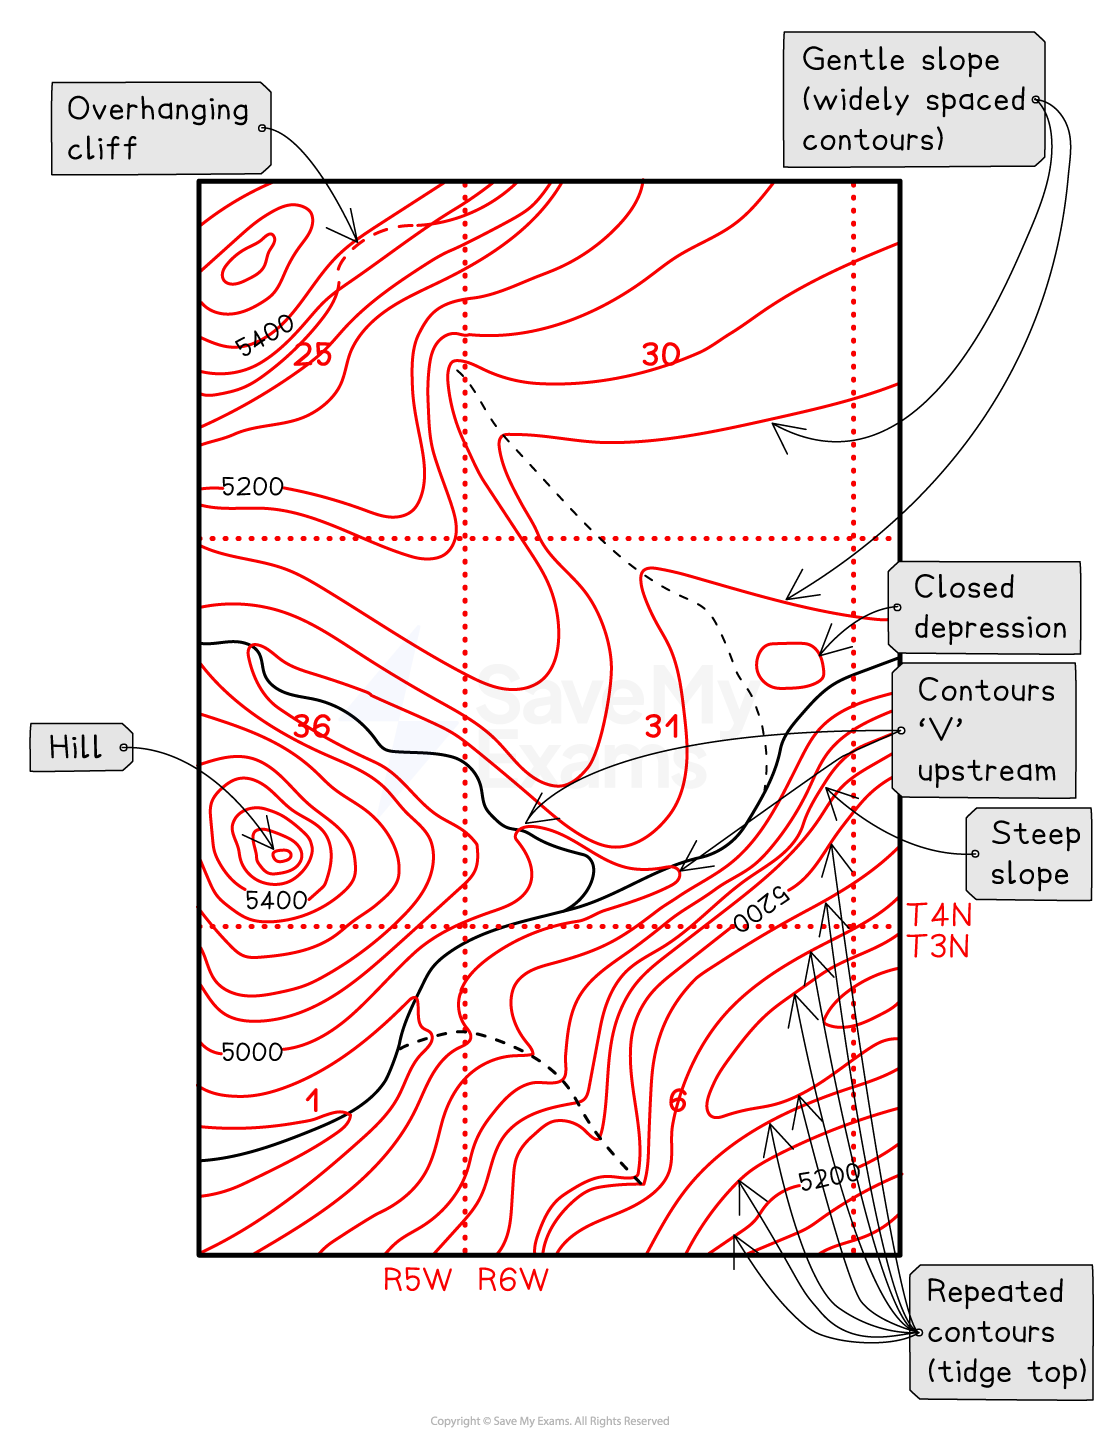 Gentle slope
(widely spaced
contours)
Overhanging
cliff
5400
25
30
5200
Closed
depression
Contours
‘V’
upstream
SaveMy
Exams
36
31
Hill
Steep
slope
5400
5200
T4N
T3N
5000
1
6
5200
R5W R6W
Repeated
contours
(tidge top)
Copyright © Save My Exams. All Rights Reserved